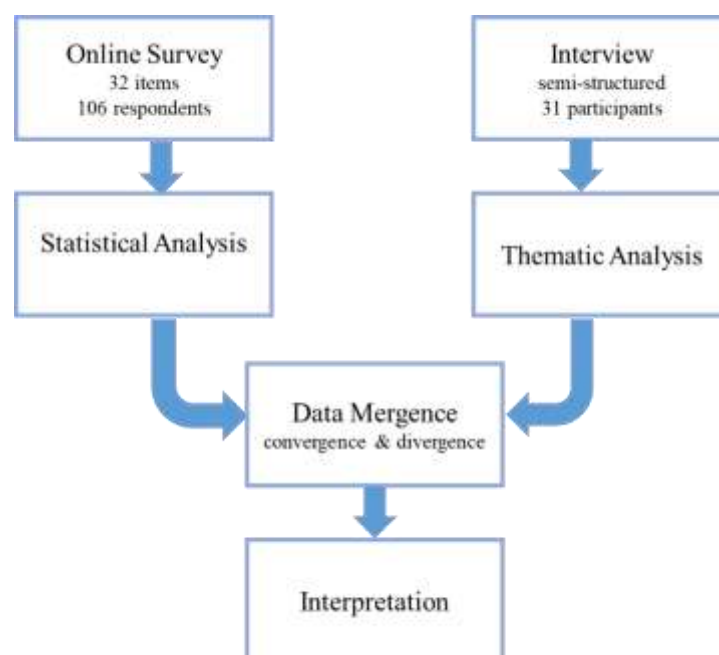 Online Survey
32 items
106 respondents
Interview
semi-structured
31 participants
Statistical Analysis
Thematic Analysis
Data Mergence
convergence & divergence
Interpretation